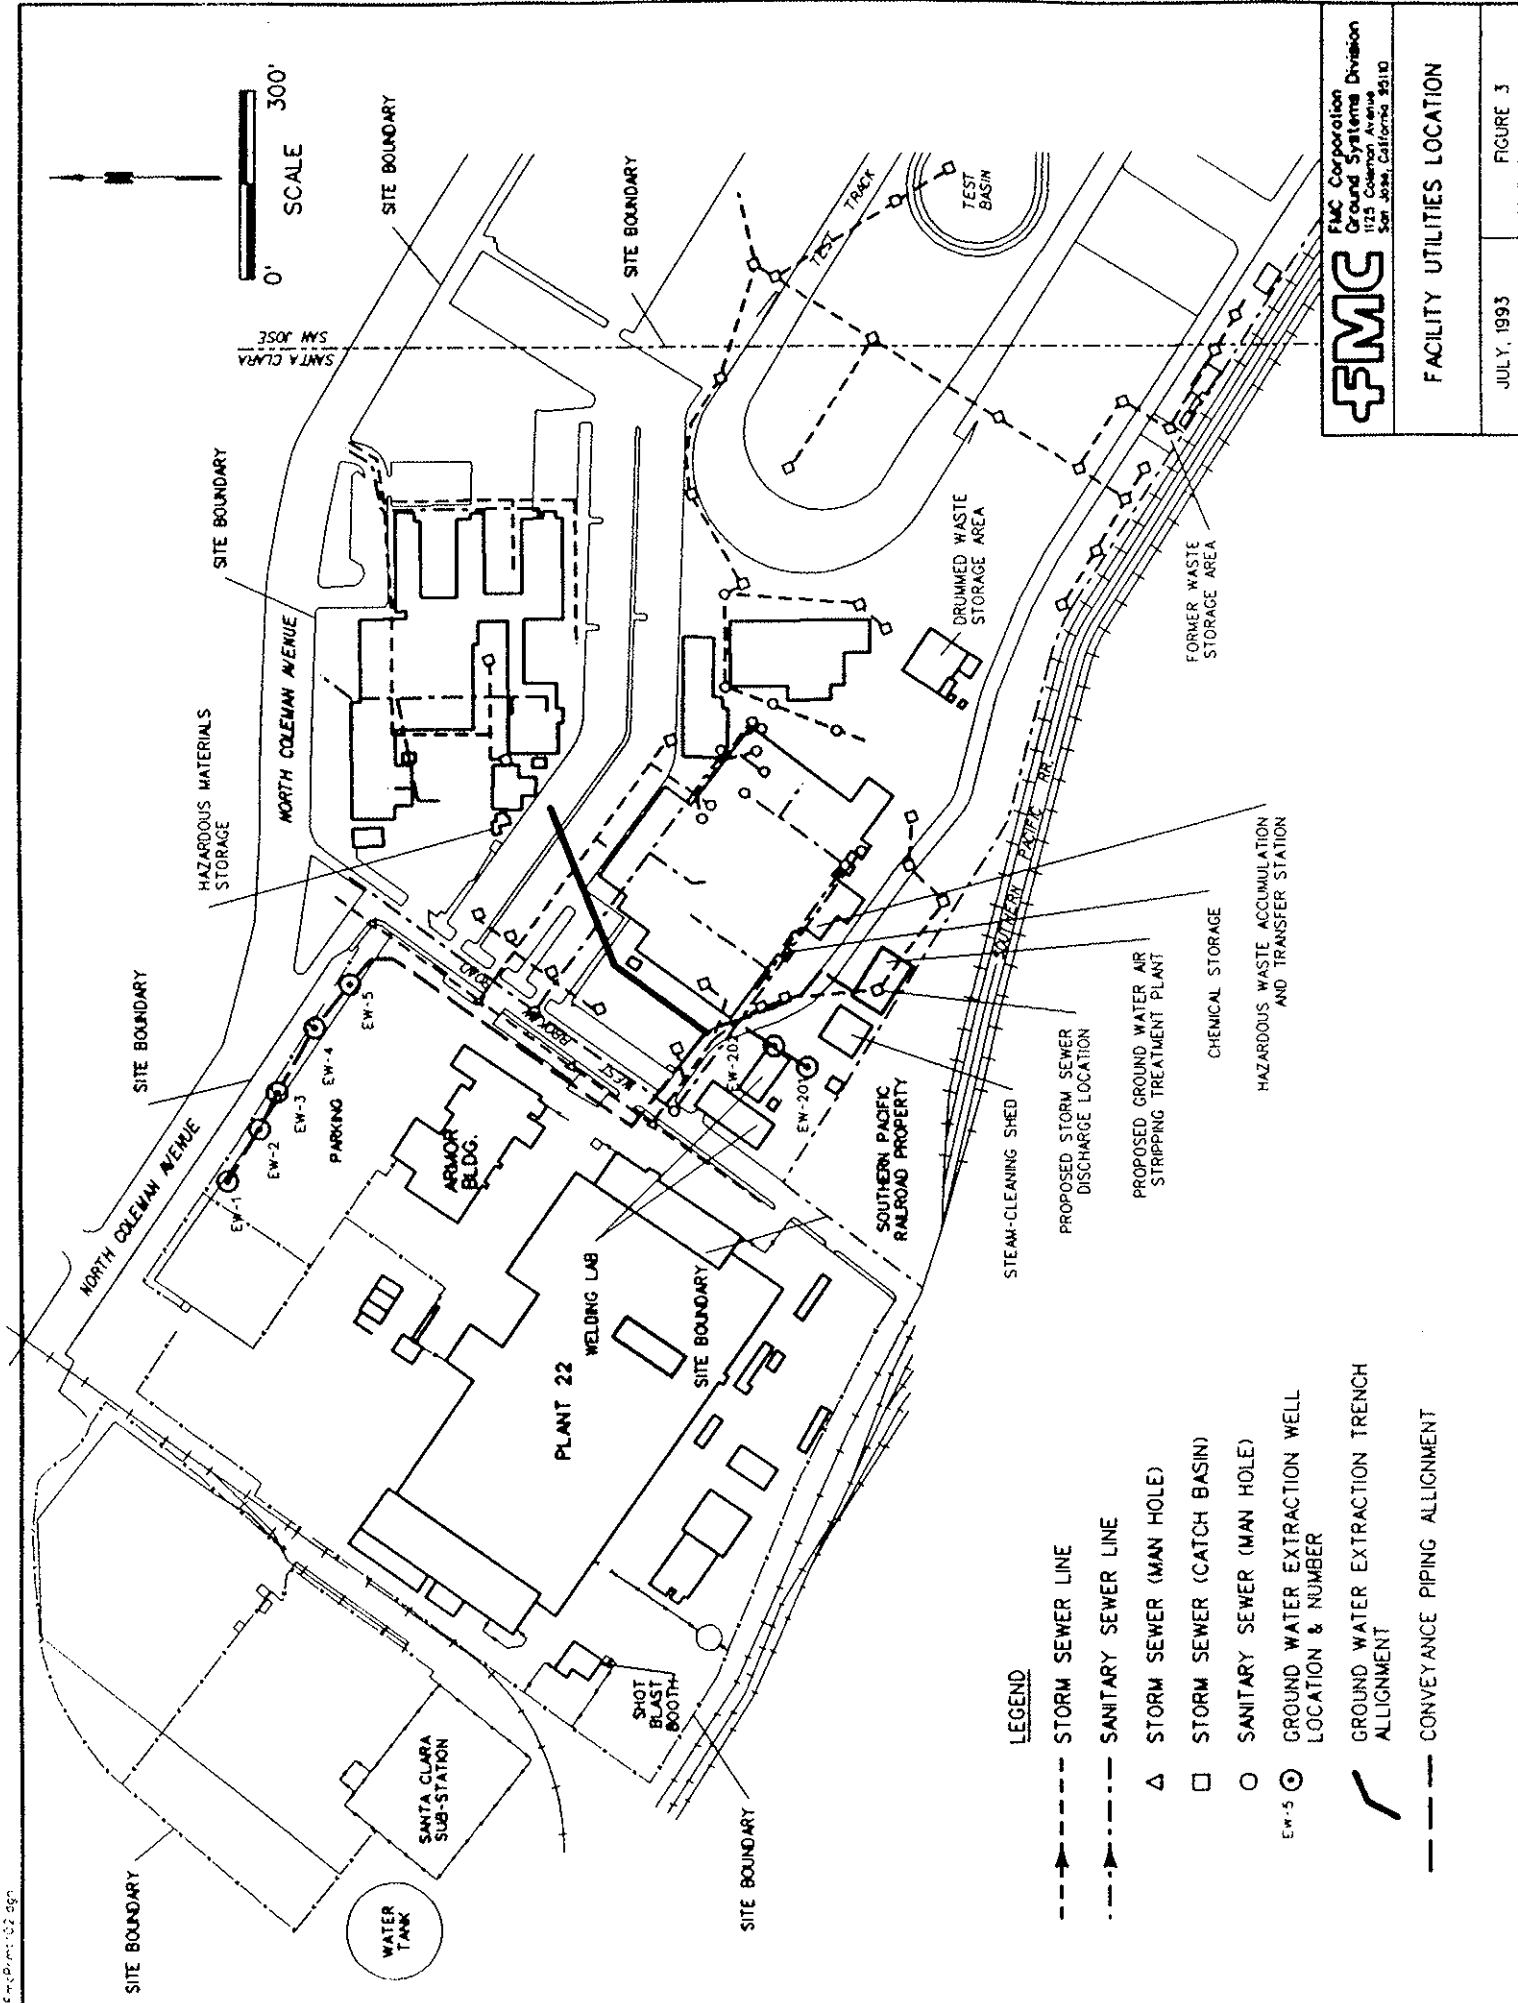 0'
300'
SCALE
SITE BOUNDARY
SITE BOUNDARY
SAN JOSE
SANTA CLARA
TEST TRACK
TEST
BASIN
SITE BOUNDARY
NORTH COLEMAN AVENUE
HAZARDOUS MATERIALS
STORAGE
DRUMMED WASTE
STORAGE AREA
FORMER WASTE
STORAGE AREA
SOUTHERN PACIFIC RR.
SITE BOUNDARY
NORTH COLEMAN AVENUE
EW-5
EW-4
EW-3
EW-2
EW-1
PARKING
ARMOR
BLDG.
WEST BROKAW ROAD
EW-202
EW-201
SOUTHERN PACIFIC
RAILROAD PROPERTY
HAZARDOUS WASTE ACCUMULATION
AND TRANSFER STATION
CHEMICAL STORAGE
PROPOSED GROUND WATER AIR
STRIPPING TREATMENT PLANT
PROPOSED STORM SEWER
DISCHARGE LOCATION
STEAM-CLEANING SHED
WELDING LAB
SITE BOUNDARY
PLANT 22
SHOT
BLAST
BOOTH
SANTA CLARA
SUB-STATION
WATER
TANK
SITE BOUNDARY
SITE BOUNDARY
LEGEND
STORM SEWER LINE
SANITARY SEWER LINE
STORM SEWER (MAN HOLE)
STORM SEWER (CATCH BASIN)
SANITARY SEWER (MAN HOLE)
EW-5 GROUND WATER EXTRACTION WELL
LOCATION & NUMBER
GROUND WATER EXTRACTION TRENCH
ALLIGNMENT
CONVEYANCE PIPING ALLIGNMENT
FMC
FMC Corporation
Ground Systems Division
1125 Coleman Avenue
San Jose, California 95110
FACILITY UTILITIES LOCATION
JULY, 1993
FIGURE 3